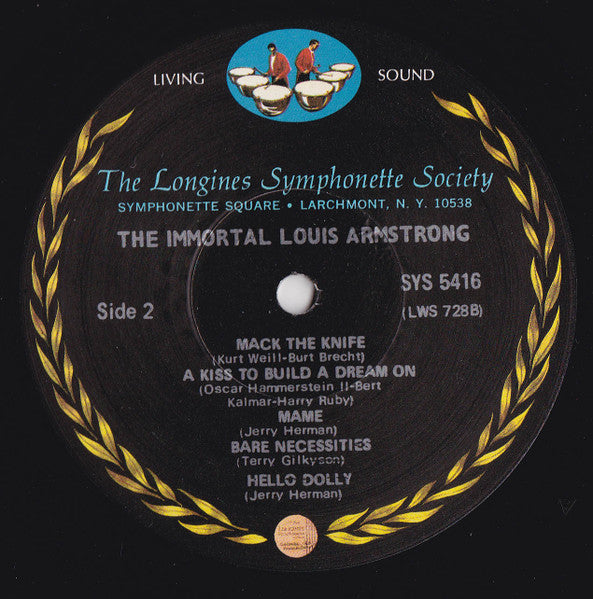 LIVING SOUND
The Longines Symphonette Society
SYMPHONETTE SQUARE • LARCHMONT, N. Y. 10538
THE IMMORTAL LOUIS ARMSTRONG
SYS 5416
Side 2
(LWS 728B)
MACK THE KNIFE
(Kurt Weill-Burt Brecht)
A KISS TO BUILD A DREAM ON
(Oscar Hammerstein II-Bert
Kalmar-Harry Ruby)
MAME
(Jerry Herman)
BARE NECESSITIES
(Terry Gilkyson)
HELLO DOLLY
(Jerry Herman)